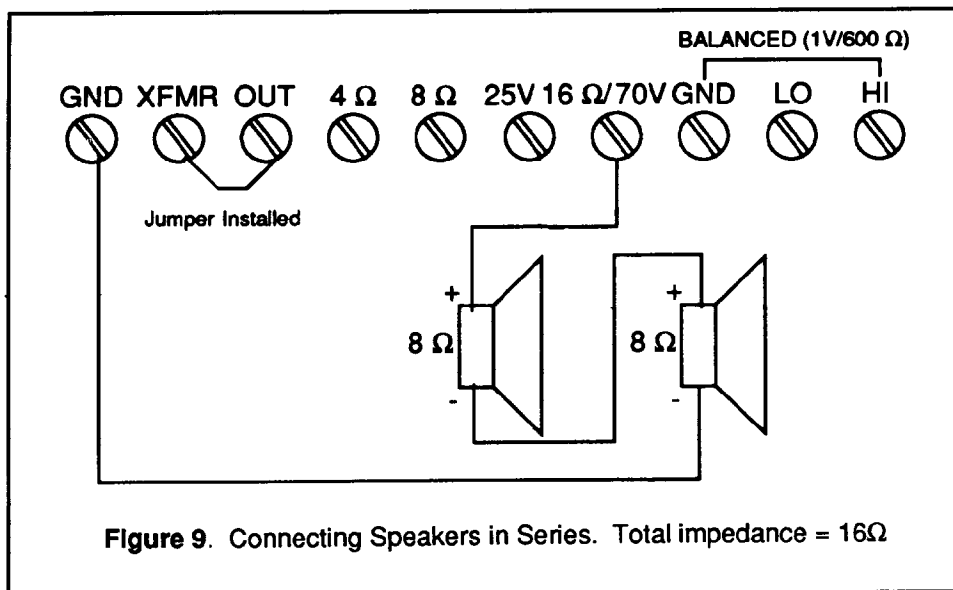 BALANCED (1V/600 Ω)
GND XFMR OUT 4 Ω 8 Ω 25V 16 Ω/70V GND LO HI
Jumper Installed
+ +
8 Ω 8 Ω
- -
Figure 9. Connecting Speakers in Series. Total impedance = 16Ω